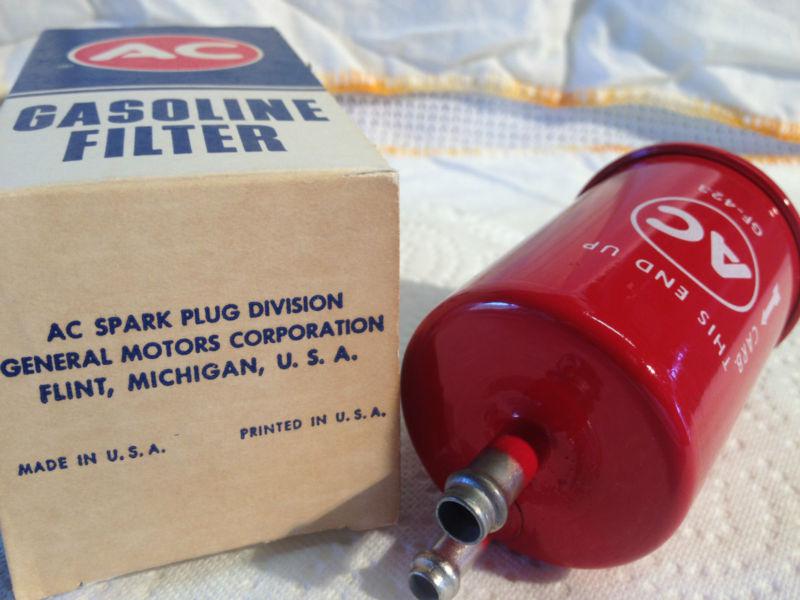 AC
GASOLINE
FILTER
AC SPARK PLUG DIVISION
GENERAL MOTORS CORPORATION
FLINT, MICHIGAN, U. S. A.
MADE IN U. S. A.
PRINTED IN U. S. A.
THIS END UP
AC
CARB